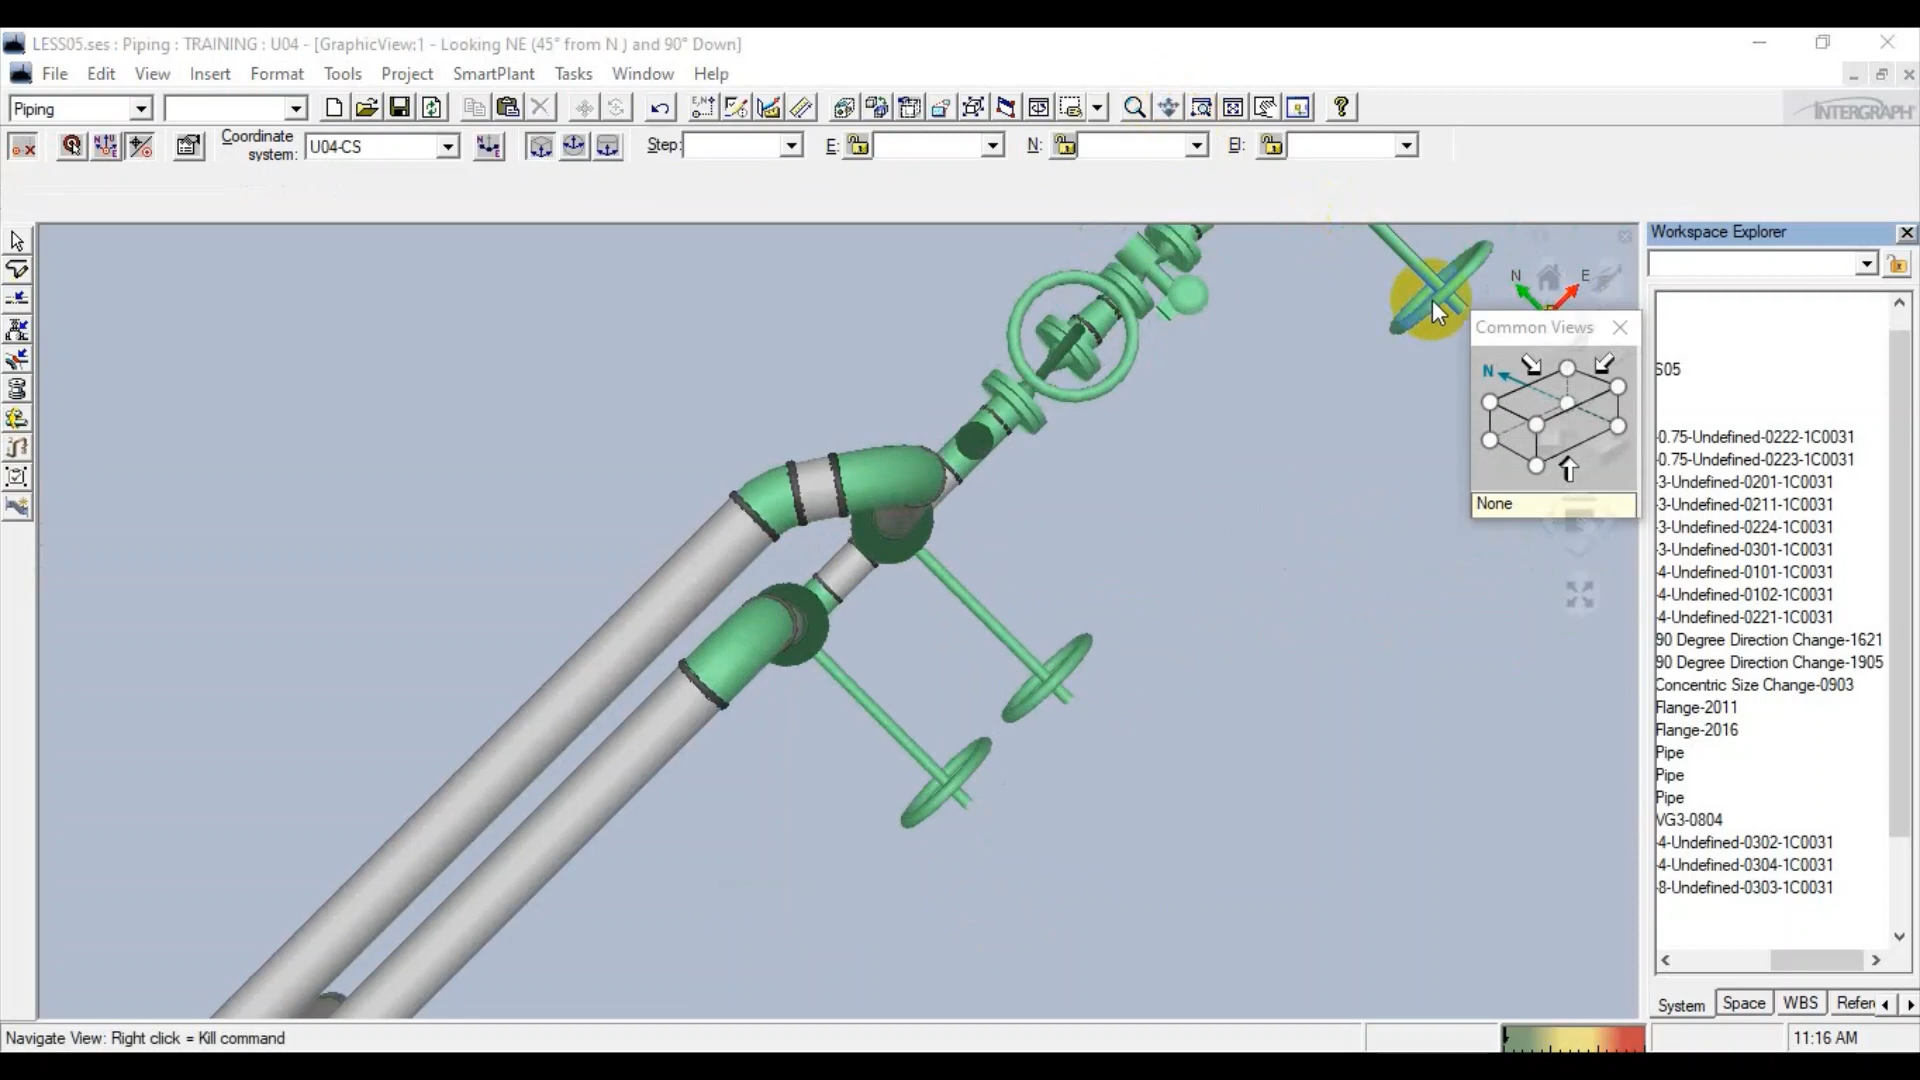 LESS05.ses : Piping : TRAINING : U04 - [GraphicView:1 - Looking NE (45° from N ) and 90° Down]
File Edit View Insert Format Tools Project SmartPlant Tasks Window Help
Piping
INTERGRAPH
Coordinate system: U04-CS Step: E: N: El:
Workspace Explorer
N E
Common Views
N
None
S05
-0.75-Undefined-0222-1C0031
-0.75-Undefined-0223-1C0031
-3-Undefined-0201-1C0031
-3-Undefined-0211-1C0031
-3-Undefined-0224-1C0031
-3-Undefined-0301-1C0031
-4-Undefined-0101-1C0031
-4-Undefined-0102-1C0031
-4-Undefined-0221-1C0031
90 Degree Direction Change-1621
90 Degree Direction Change-1905
Concentric Size Change-0903
Flange-2011
Flange-2016
Pipe
Pipe
Pipe
VG3-0804
-4-Undefined-0302-1C0031
-4-Undefined-0304-1C0031
-8-Undefined-0303-1C0031
System Space WBS Refer
Navigate View: Right click = Kill command
11:16 AM